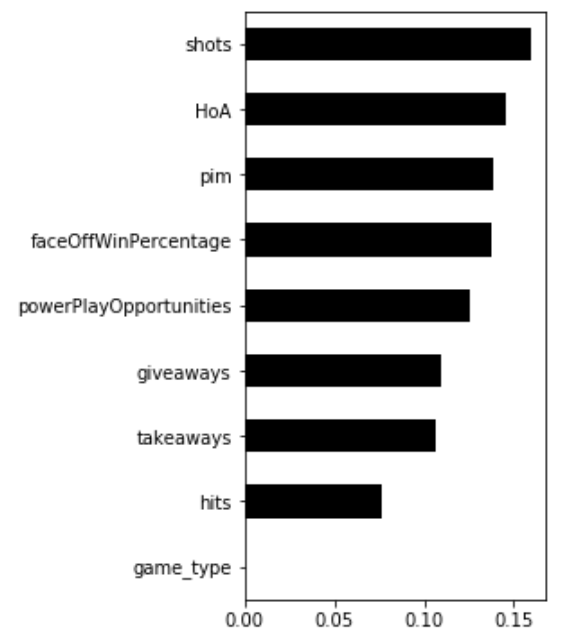 shots
HoA
pim
faceOffWinPercentage
powerPlayOpportunities
giveaways
takeaways
hits
game_type
0.00 0.05 0.10 0.15